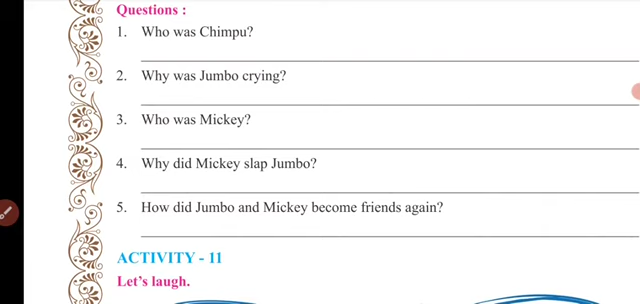 Questions :
1. Who was Chimpu?
2. Why was Jumbo crying?
3. Who was Mickey?
4. Why did Mickey slap Jumbo?
5. How did Jumbo and Mickey become friends again?
ACTIVITY - 11
Let's laugh.